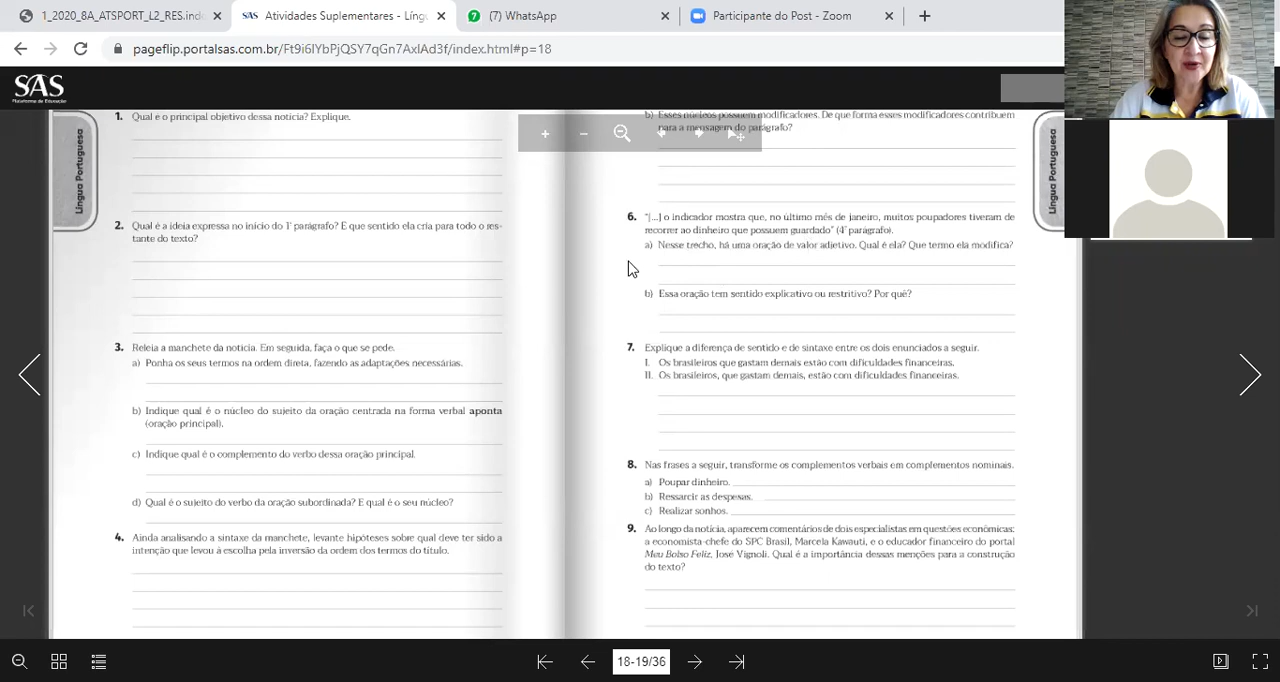 1_2020_8A_ATSPORT_L2_RES.inde
Atividades Suplementares - Língu
(7) WhatsApp
Participante do Post - Zoom
pageflip.portalsas.com.br/Ft9i6lYbPjQSY7qGn7AxlAd3f/index.html#p=18
SAS
Plataforma de Educação
Língua Portuguesa
1. Qual é o principal objetivo dessa notícia? Explique.
2. Qual é a ideia expressa no início do 1º parágrafo? E que sentido ela cria para todo o res-
tante do texto?
3. Releia a manchete da notícia. Em seguida, faça o que se pede.
a) Ponha os seus termos na ordem direta, fazendo as adaptações necessárias.
b) Indique qual é o núcleo do sujeito da oração centrada na forma verbal aponta
(oração principal).
c) Indique qual é o complemento do verbo dessa oração principal.
d) Qual é o sujeito do verbo da oração subordinada? E qual é o seu núcleo?
4. Ainda analisando a sintaxe da manchete, levante hipóteses sobre qual deve ter sido a
intenção que levou à escolha pela inversão da ordem dos termos do título.
b) Esses núcleos possuem modificadores. De que forma esses modificadores contribuem
para a mensagem do parágrafo?
6. "[...] o indicador mostra que, no último mês de janeiro, muitos poupadores tiveram de
recorrer ao dinheiro que possuem guardado" (4º parágrafo).
a) Nesse trecho, há uma oração de valor adjetivo. Qual é ela? Que termo ela modifica?
b) Essa oração tem sentido explicativo ou restritivo? Por quê?
7. Explique a diferença de sentido e de sintaxe entre os dois enunciados a seguir.
I. Os brasileiros que gastam demais estão com dificuldades financeiras.
II. Os brasileiros, que gastam demais, estão com dificuldades financeiras.
8. Nas frases a seguir, transforme os complementos verbais em complementos nominais.
a) Poupar dinheiro.
b) Ressarcir as despesas.
c) Realizar sonhos.
9. Ao longo da notícia, aparecem comentários de dois especialistas em questões econômicas:
a economista-chefe do SPC Brasil, Marcela Kawauti, e o educador financeiro do portal
Meu Bolso Feliz, José Vignoli. Qual é a importância dessas menções para a construção
do texto?
Língua Portuguesa
18-19/36